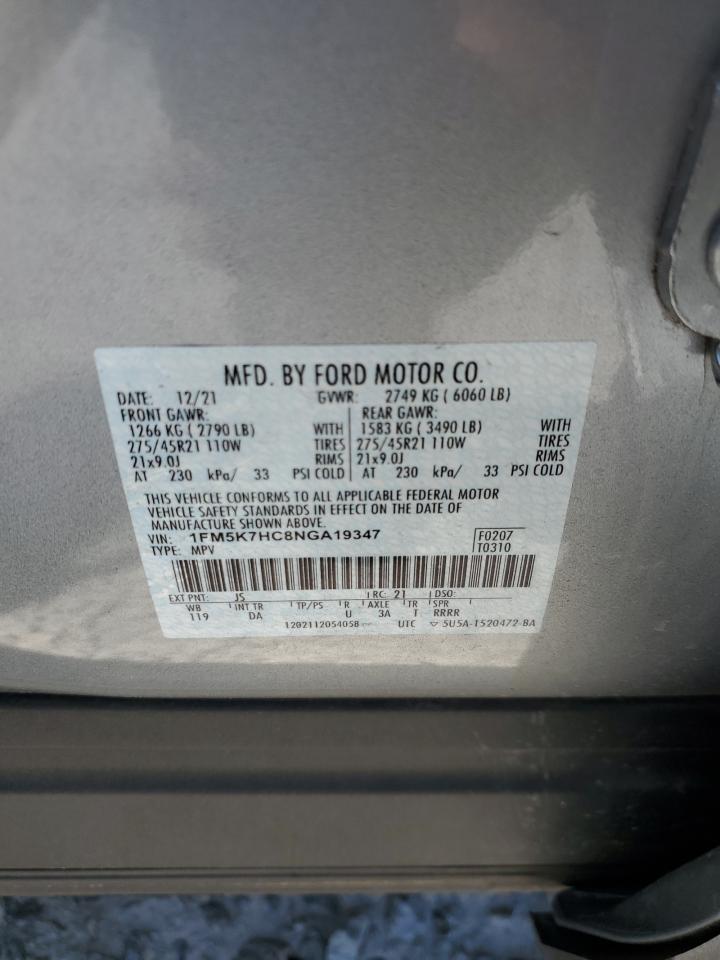 MFD. BY FORD MOTOR CO.
DATE: 12/21 GVWR: 2749 KG ( 6060 LB)
FRONT GAWR: REAR GAWR:
1266 KG ( 2790 LB) WITH 1583 KG ( 3490 LB) WITH
275/45R21 110W TIRES 275/45R21 110W TIRES
21x9.0J RIMS 21x9.0J RIMS
AT 230 kPa/ 33 PSI COLD AT 230 kPa/ 33 PSI COLD
THIS VEHICLE CONFORMS TO ALL APPLICABLE FEDERAL MOTOR
VEHICLE SAFETY STANDARDS IN EFFECT ON THE DATE OF
MANUFACTURE SHOWN ABOVE.
VIN: 1FM5K7HC8NGA19347 F0207
TYPE: MPV T0310
EXT PNT: JS RC: 21 DSO:
WB INT TR TP/PS R AXLE TR SPR
119 DA U 3A T RRRR
1202112054058 UTC ▽ 5U5A-1520472-BA